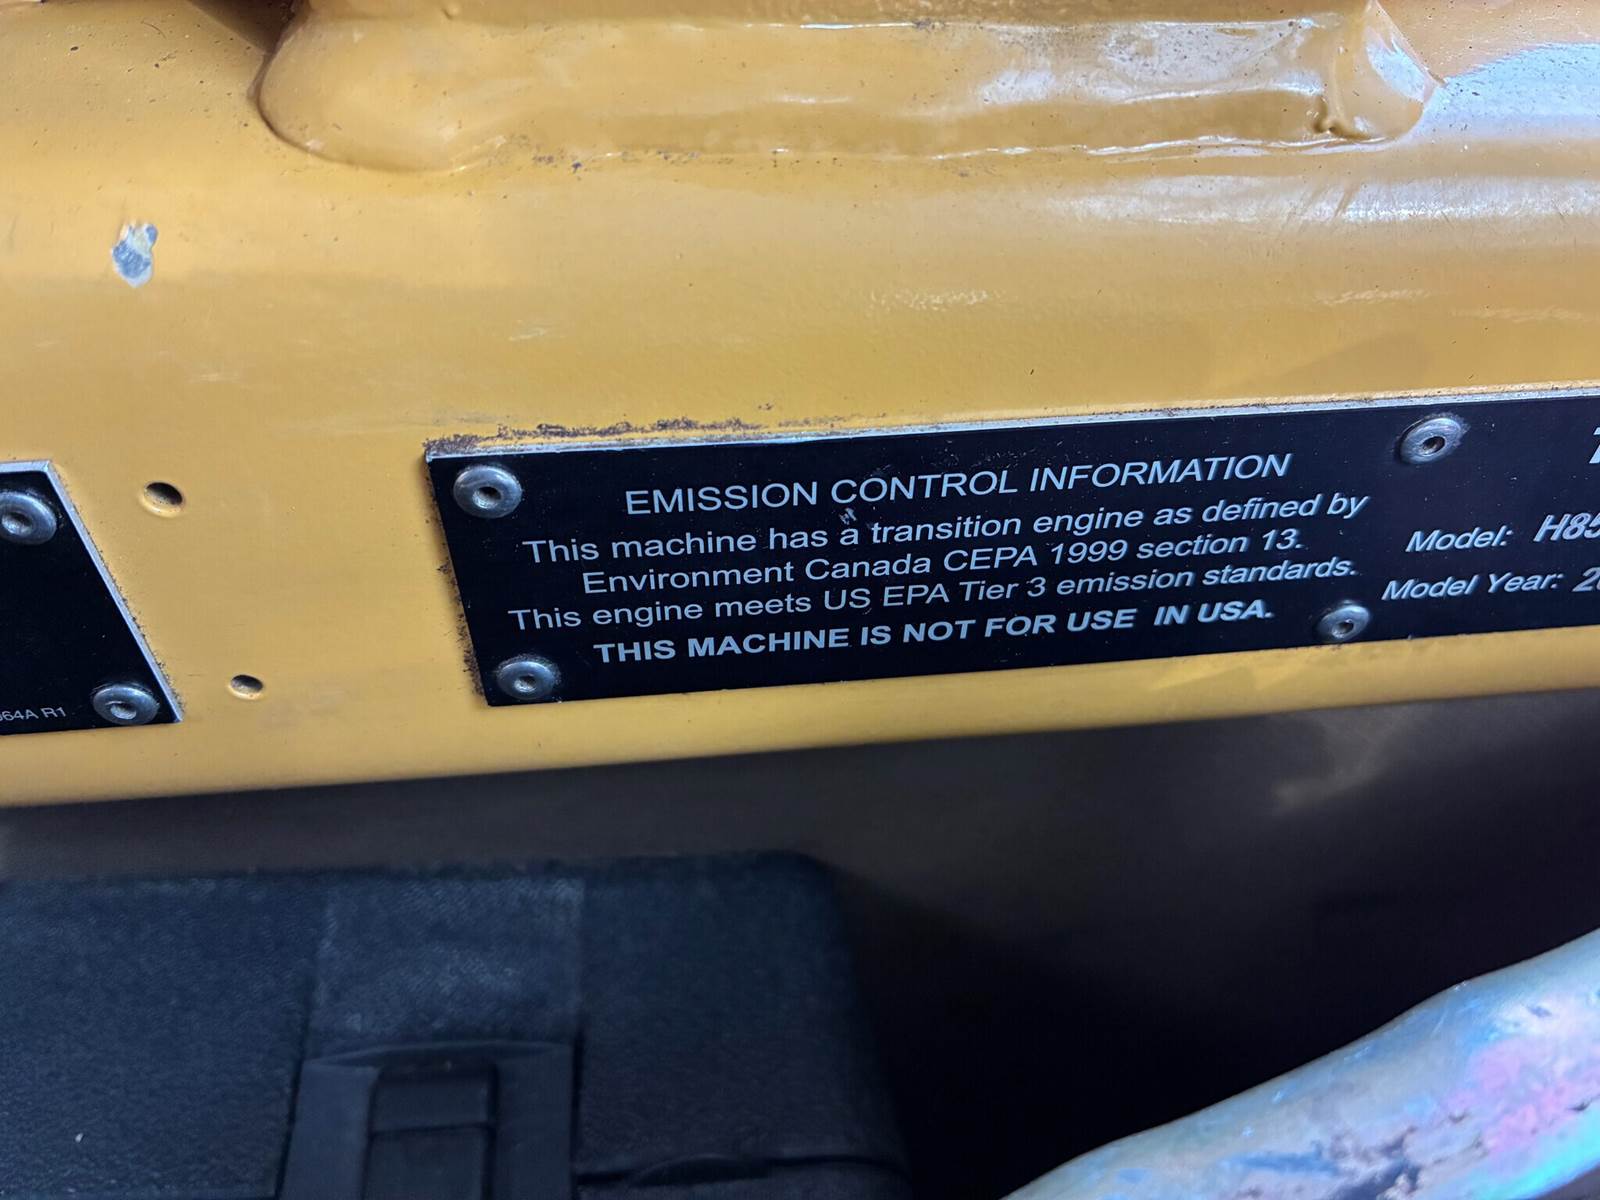 EMISSION CONTROL INFORMATION
This machine has a transition engine as defined by
Environment Canada CEPA 1999 section 13.
This engine meets US EPA Tier 3 emission standards.
THIS MACHINE IS NOT FOR USE IN USA.
Model:
Model Year:
R1